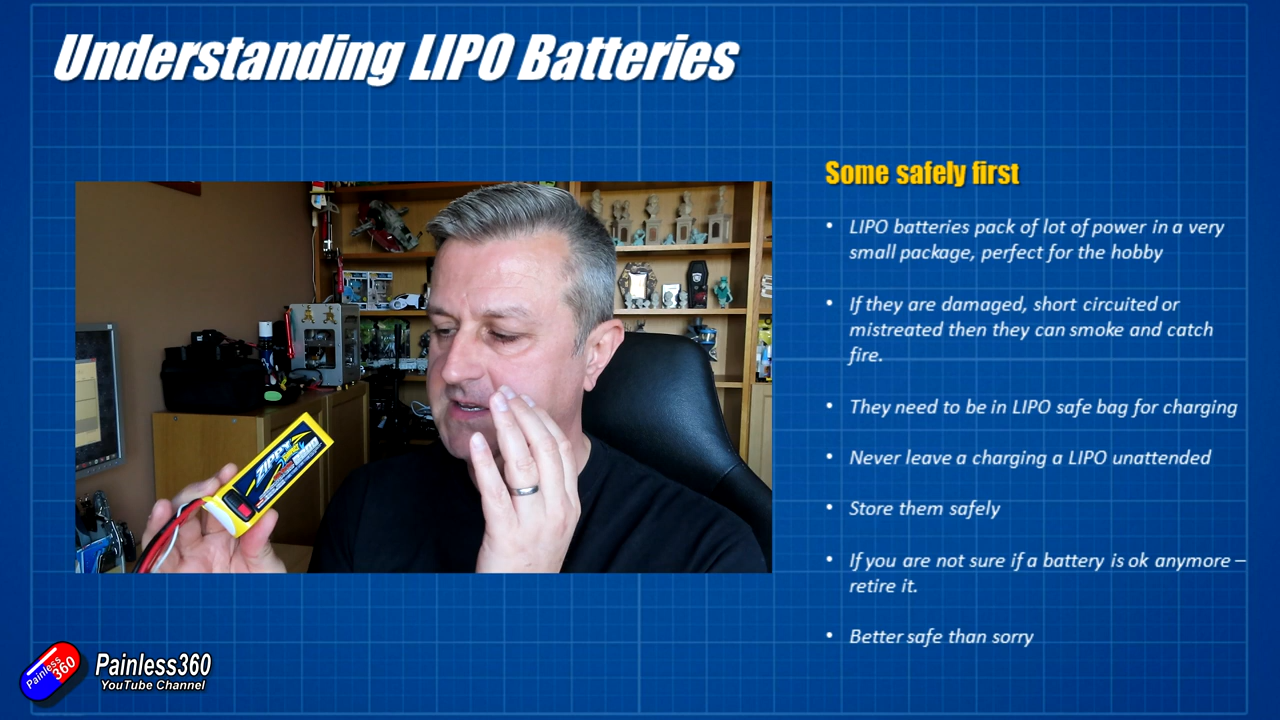 Understanding LIPO Batteries
Some safely first
• LIPO batteries pack of lot of power in a very
small package, perfect for the hobby
• If they are damaged, short circuited or
mistreated then they can smoke and catch
fire.
• They need to be in LIPO safe bag for charging
• Never leave a charging a LIPO unattended
• Store them safely
• If you are not sure if a battery is ok anymore –
retire it.
• Better safe than sorry
ZIPPY
Painless
360
Painless360
YouTube Channel